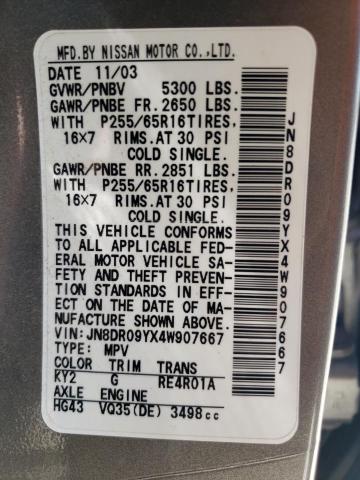 MFD.BY NISSAN MOTOR CO.,LTD.
DATE 11/03
GVWR/PNBV 5300 LBS.
GAWR/PNBE FR. 2650 LBS.
WITH P255/65R16TIRES,
16×7 RIMS.AT 30 PSI
COLD SINGLE.
GAWR/PNBE RR. 2851 LBS.
WITH P255/65R16TIRES,
16×7 RIMS.AT 30 PSI
COLD SINGLE.
THIS VEHICLE CONFORMS
TO ALL APPLICABLE FED-
ERAL MOTOR VEHICLE SA-
FETY AND THEFT PREVEN-
TION STANDARDS IN EFF-
ECT ON THE DATE OF MA-
NUFACTURE SHOWN ABOVE.
VIN: JN8DR09YX4W907667
TYPE: MPV
COLOR TRIM TRANS
KY2 G RE4R01A
AXLE ENGINE
HG43 VQ35(DE) 3498cc
JN8DR09YX4W907667